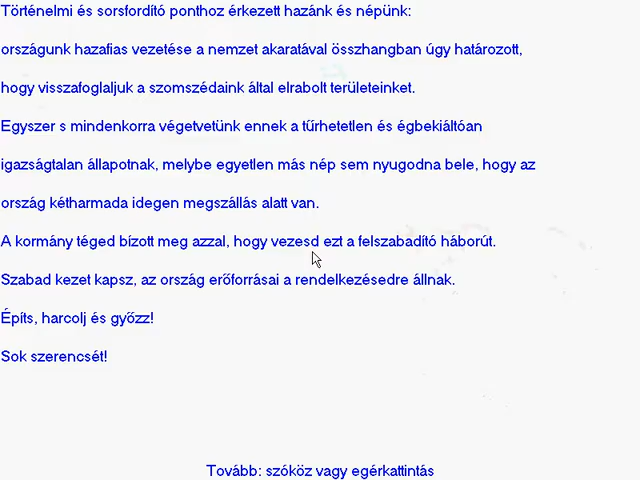 Történelmi és sorsfordító ponthoz érkezett hazánk és népünk:
országunk hazafias vezetése a nemzet akaratával összhangban úgy határozott,
hogy visszafoglaljuk a szomszédaink által elrabolt területeinket.
Egyszer s mindenkorra végetvetünk ennek a tűrhetetlen és égbekiáltóan
igazságtalan állapotnak, melybe egyetlen más nép sem nyugodna bele, hogy az
ország kétharmada idegen megszállás alatt van.
A kormány téged bízott meg azzal, hogy vezesd ezt a felszabadító háborút.
Szabad kezet kapsz, az ország erőforrásai a rendelkezésedre állnak.
Építs, harcolj és győzz!
Sok szerencsét!
Tovább: szóköz vagy egérkattintás